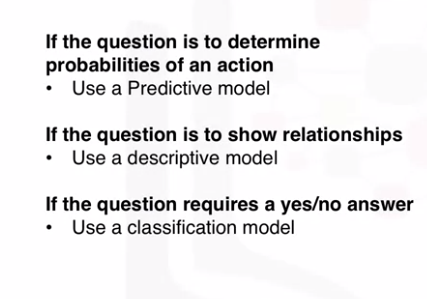 If the question is to determine
probabilities of an action
• Use a Predictive model
If the question is to show relationships
• Use a descriptive model
If the question requires a yes/no answer
• Use a classification model